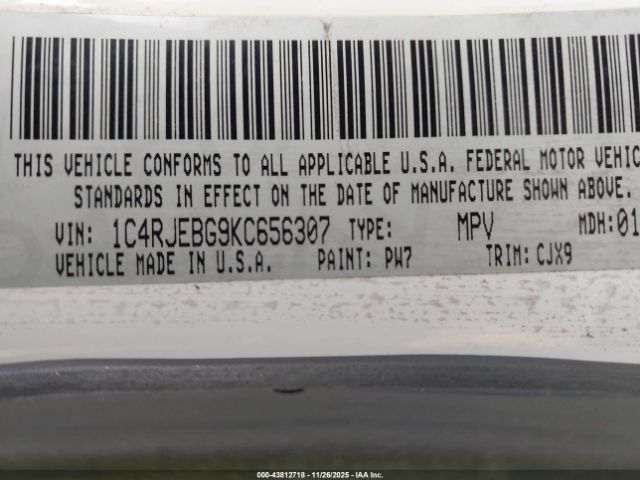 THIS VEHICLE CONFORMS TO ALL APPLICABLE U.S.A. FEDERAL MOTOR VEHIC
STANDARDS IN EFFECT ON THE DATE OF MANUFACTURE SHOWN ABOVE.
VIN: 1C4RJEBG9KC656307 TYPE: MPV MDH:01
VEHICLE MADE IN U.S.A. PAINT: PW7 TRIM: CJX9
000-43812718 - 11/26/2025 - IAA Inc.